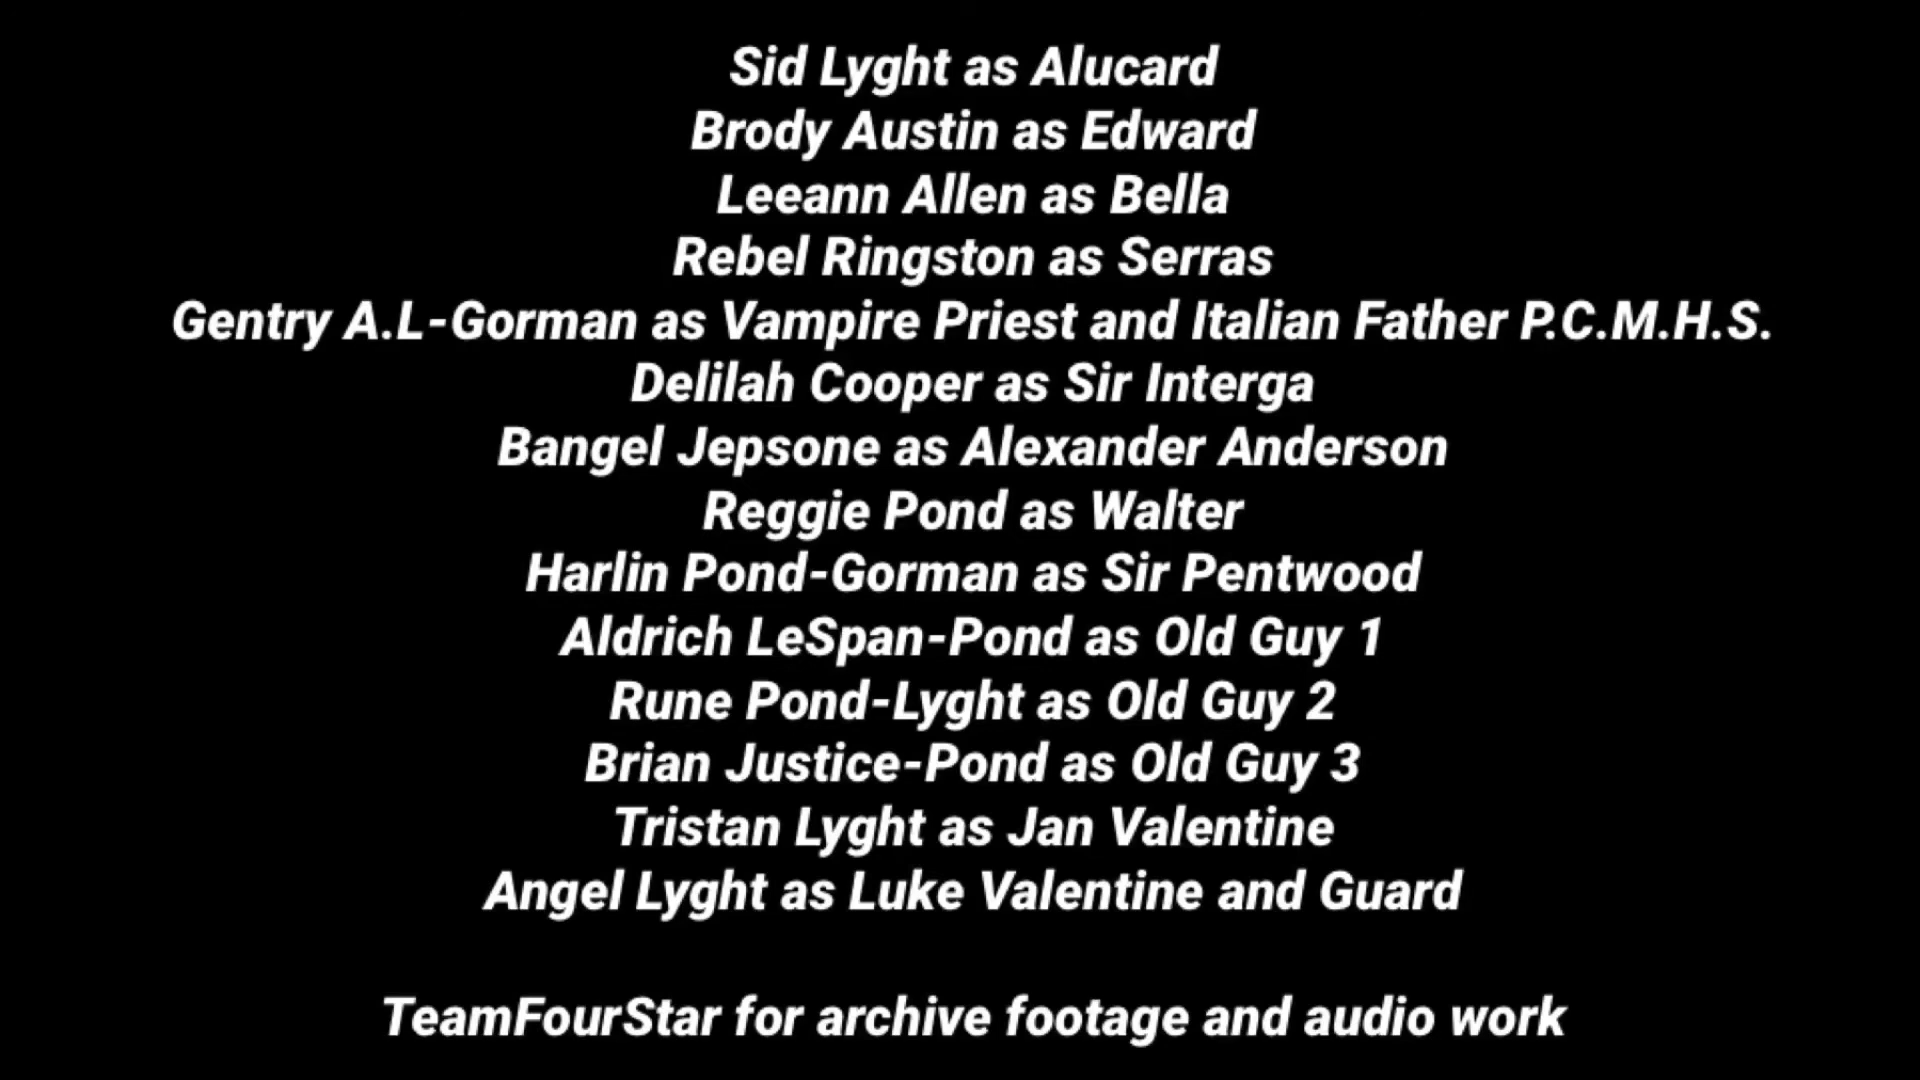 Sid Lyght as Alucard
Brody Austin as Edward
Leeann Allen as Bella
Rebel Ringston as Serras
Gentry A.L-Gorman as Vampire Priest and Italian Father P.C.M.H.S.
Delilah Cooper as Sir Interga
Bangel Jepsone as Alexander Anderson
Reggie Pond as Walter
Harlin Pond-Gorman as Sir Pentwood
Aldrich LeSpan-Pond as Old Guy 1
Rune Pond-Lyght as Old Guy 2
Brian Justice-Pond as Old Guy 3
Tristan Lyght as Jan Valentine
Angel Lyght as Luke Valentine and Guard
TeamFourStar for archive footage and audio work